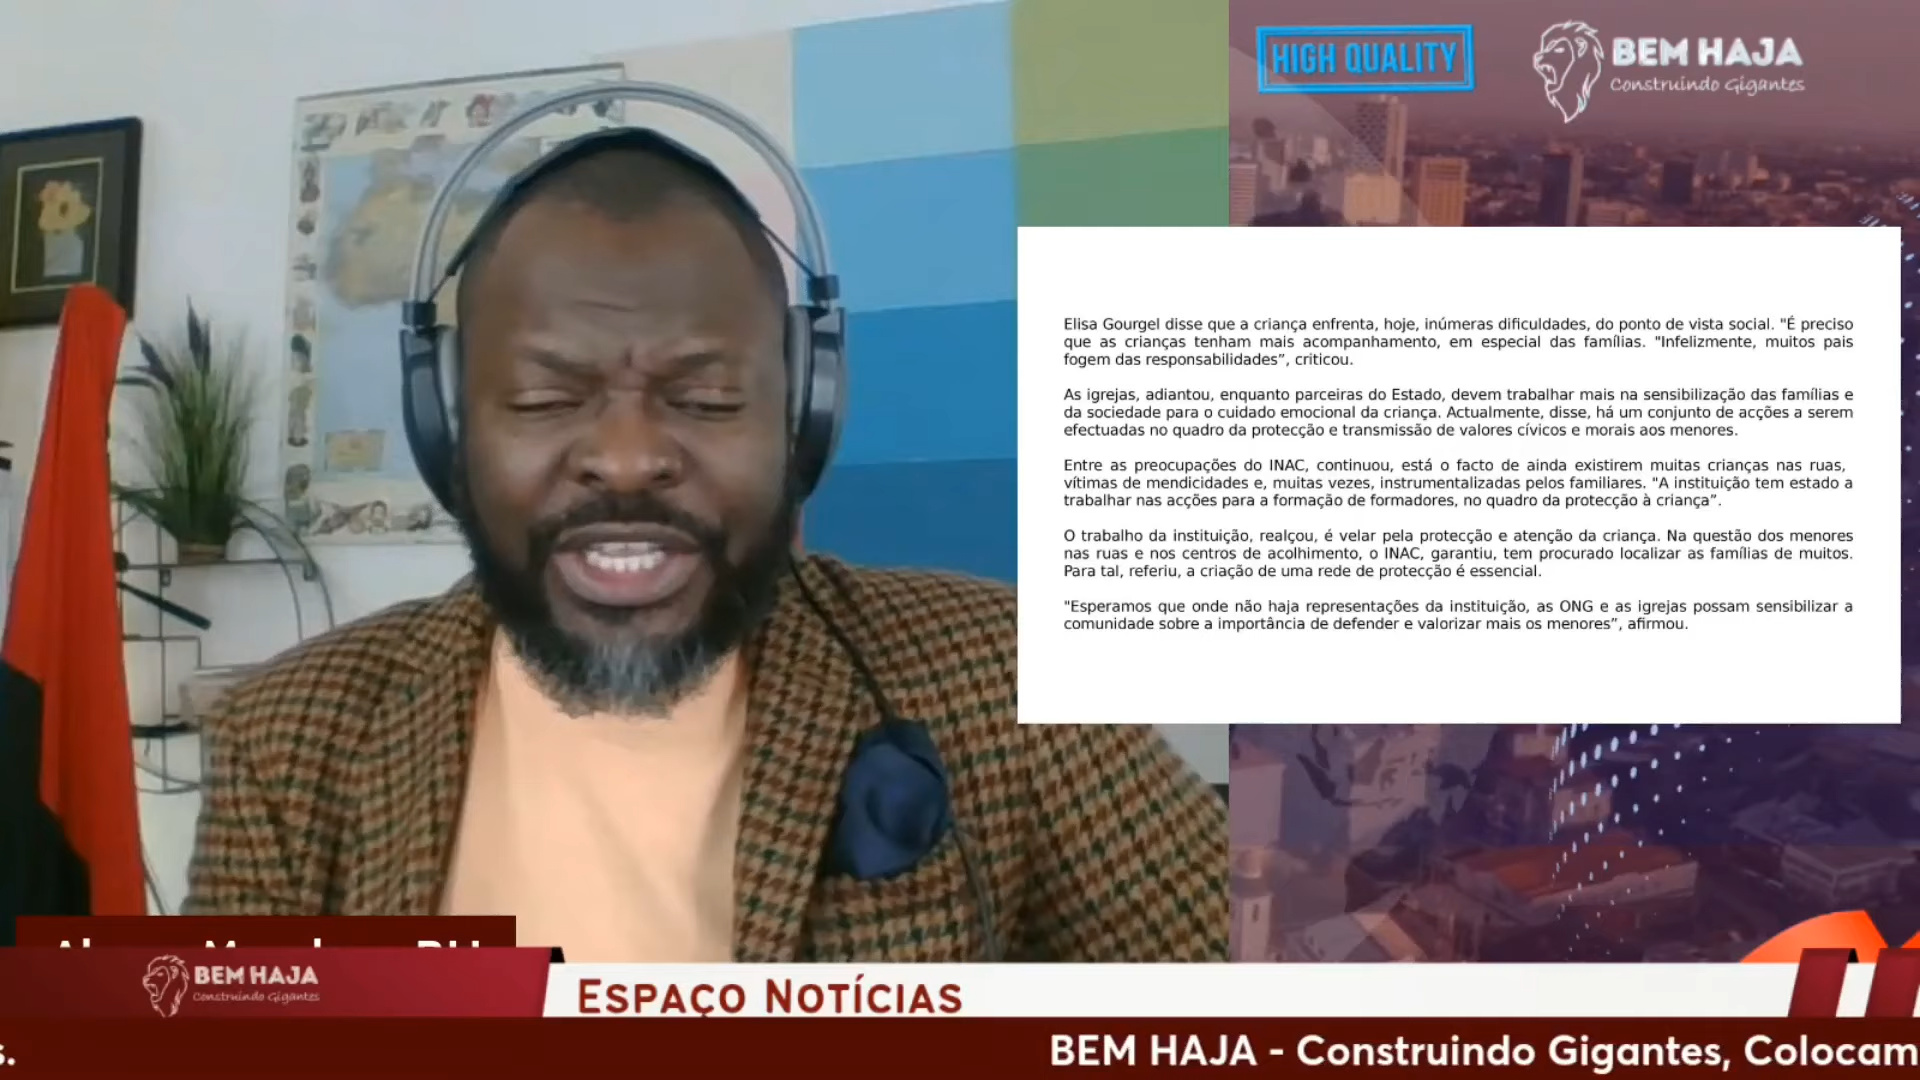 HIGH QUALITY
BEM HAJA
Construindo Gigantes
Elisa Gourgel disse que a criança enfrenta, hoje, inúmeras dificuldades, do ponto de vista social. "É preciso
que as crianças tenham mais acompanhamento, em especial das famílias. "Infelizmente, muitos pais
fogem das responsabilidades”, criticou.
As igrejas, adiantou, enquanto parceiras do Estado, devem trabalhar mais na sensibilização das famílias e
da sociedade para o cuidado emocional da criança. Actualmente, disse, há um conjunto de acções a serem
efectuadas no quadro da protecção e transmissão de valores cívicos e morais aos menores.
Entre as preocupações do INAC, continuou, está o facto de ainda existirem muitas crianças nas ruas,
vítimas de mendicidades e, muitas vezes, instrumentalizadas pelos familiares. "A instituição tem estado a
trabalhar nas acções para a formação de formadores, no quadro da protecção à criança”.
O trabalho da instituição, realçou, é velar pela protecção e atenção da criança. Na questão dos menores
nas ruas e nos centros de acolhimento, o INAC, garantiu, tem procurado localizar as famílias de muitos.
Para tal, referiu, a criação de uma rede de protecção é essencial.
"Esperamos que onde não haja representações da instituição, as ONG e as igrejas possam sensibilizar a
comunidade sobre a importância de defender e valorizar mais os menores”, afirmou.
BEM HAJA
Construindo Gigantes
ESPAÇO NOTÍCIAS
s.
BEM HAJA - Construindo Gigantes, Colocam